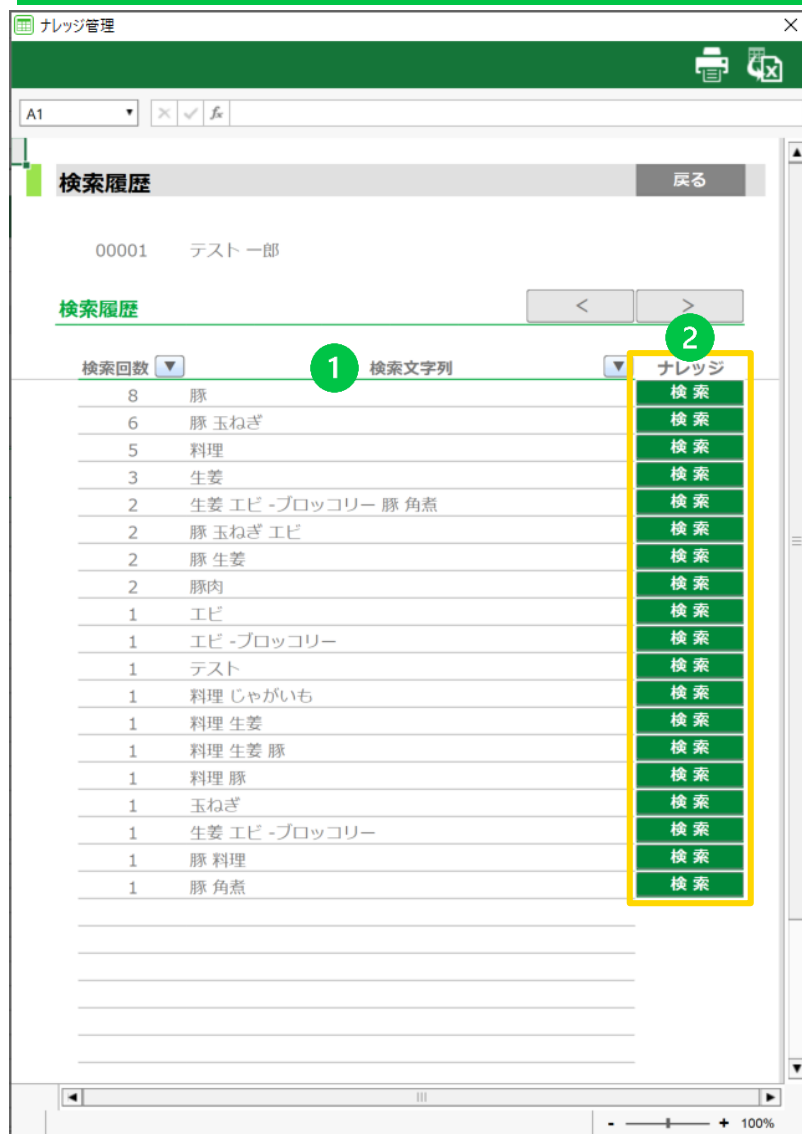 ナレッジ管理
A1 fx
検索履歴 戻る
00001 テスト 一郎
検索履歴 < >
2
検索回数 1 検索文字列 ナレッジ
8 豚 検 索
6 豚 玉ねぎ 検 索
5 料理 検 索
3 生姜 検 索
2 生姜 エビ -ブロッコリー 豚 角煮 検 索
2 豚 玉ねぎ エビ 検 索
2 豚 生姜 検 索
2 豚肉 検 索
1 エビ 検 索
1 エビ -ブロッコリー 検 索
1 テスト 検 索
1 料理 じゃがいも 検 索
1 料理 生姜 検 索
1 料理 生姜 豚 検 索
1 料理 豚 検 索
1 玉ねぎ 検 索
1 生姜 エビ -ブロッコリー 検 索
1 豚 料理 検 索
1 豚 角煮 検 索
- + 100%